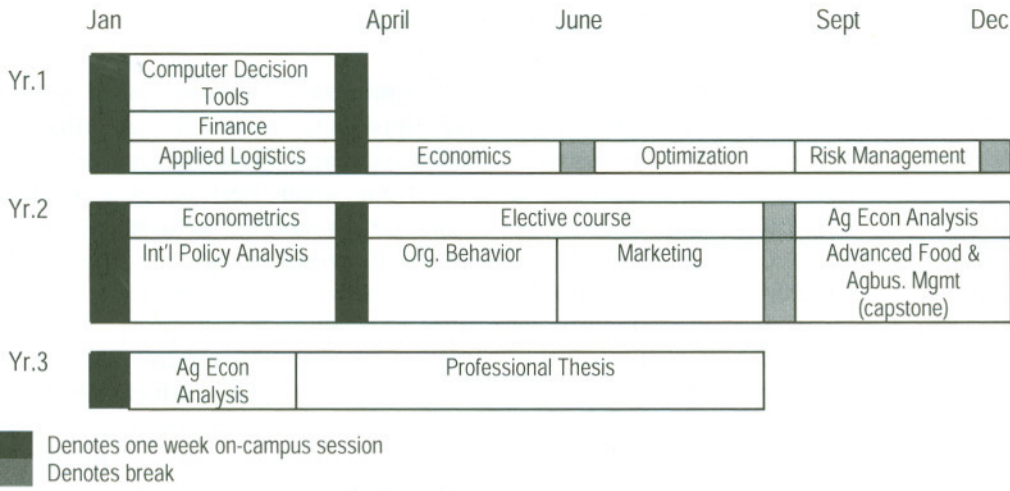 Jan April June Sept Dec
Yr.1
Computer Decision
Tools
Finance
Applied Logistics Economics Optimization Risk Management
Yr.2
Econometrics Elective course Ag Econ Analysis
Int'l Policy Analysis Org. Behavior Marketing Advanced Food &
Agbus. Mgmt
(capstone)
Yr.3
Ag Econ Professional Thesis
Analysis
Denotes one week on-campus session
Denotes break